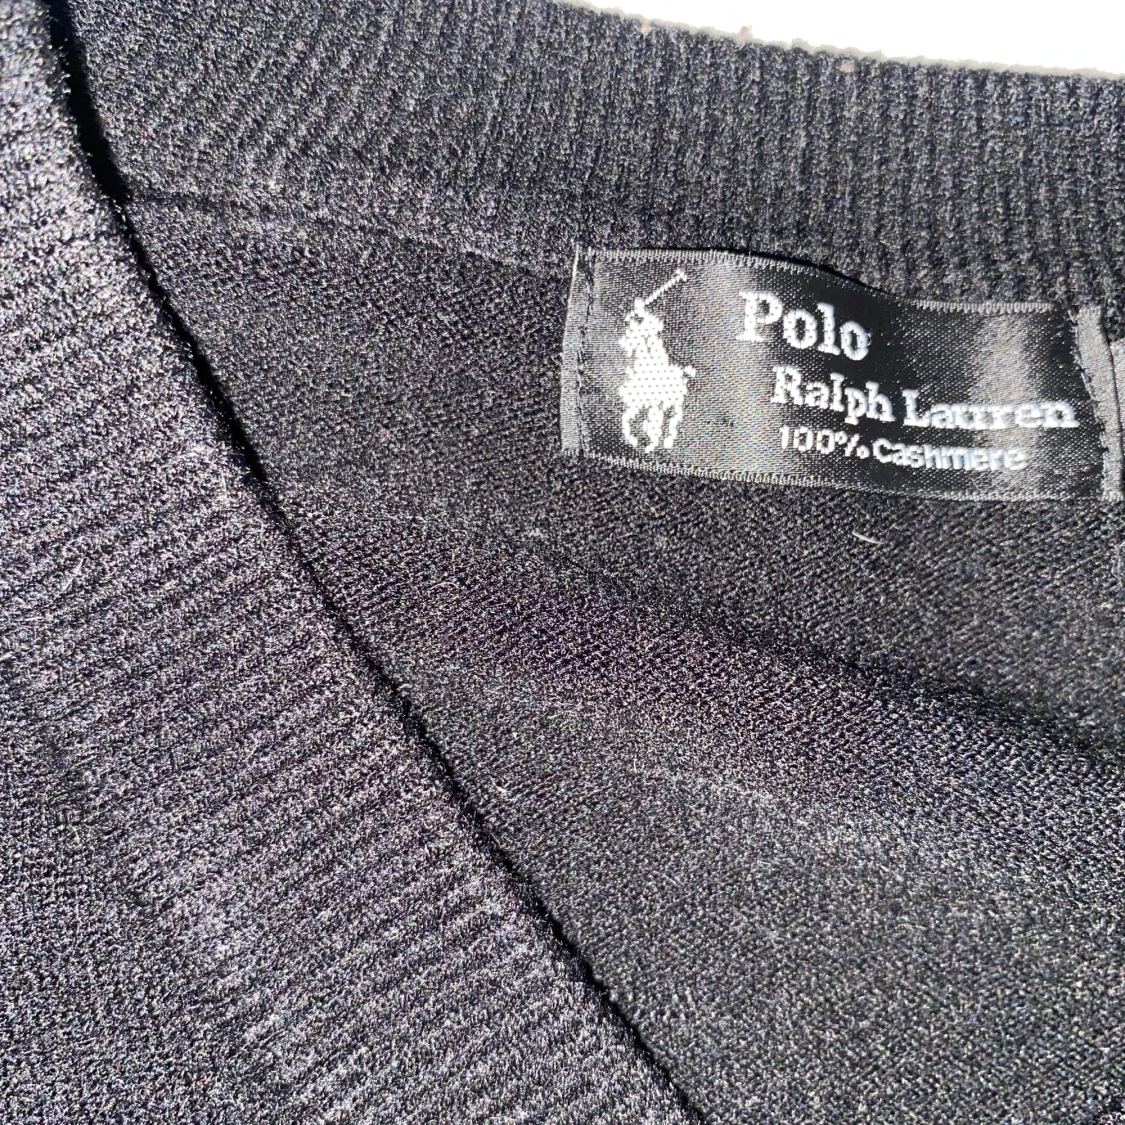 Polo
Ralph Lauren
100% cashmere